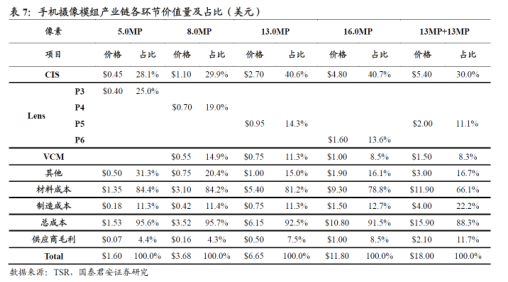 表 7：手机摄像模组产业链各环节价值量及占比（美元）
像素 5.0MP 8.0MP 13.0MP 16.0MP 13MP+13MP
项目 价格 占比 价格 占比 价格 占比 价格 占比 价格 占比
CIS $0.45 28.1% $1.10 29.9% $2.70 40.6% $4.80 40.7% $5.40 30.0%
P3 $0.40 25.0%
P4 $0.70 19.0%
Lens
P5 $0.95 14.3% $2.00 11.1%
P6 $1.60 13.6%
VCM $0.55 14.9% $0.75 11.3% $1.00 8.5% $1.50 8.3%
其他 $0.50 31.3% $0.75 20.4% $1.00 15.0% $1.90 16.1% $3.00 16.7%
材料成本 $1.35 84.4% $3.10 84.2% $5.40 81.2% $9.30 78.8% $11.90 66.1%
制造成本 $0.18 11.3% $0.42 11.4% $0.75 11.3% $1.50 12.7% $4.00 22.2%
总成本 $1.53 95.6% $3.52 95.7% $6.15 92.5% $10.80 91.5% $15.90 88.3%
供应商毛利 $0.07 4.4% $0.16 4.3% $0.50 7.5% $1.00 8.5% $2.10 11.7%
Total $1.60 100.0% $3.68 100.0% $6.65 100.0% $11.80 100.0% $18.00 100.0%
数据来源：TSR，国泰君安证券研究